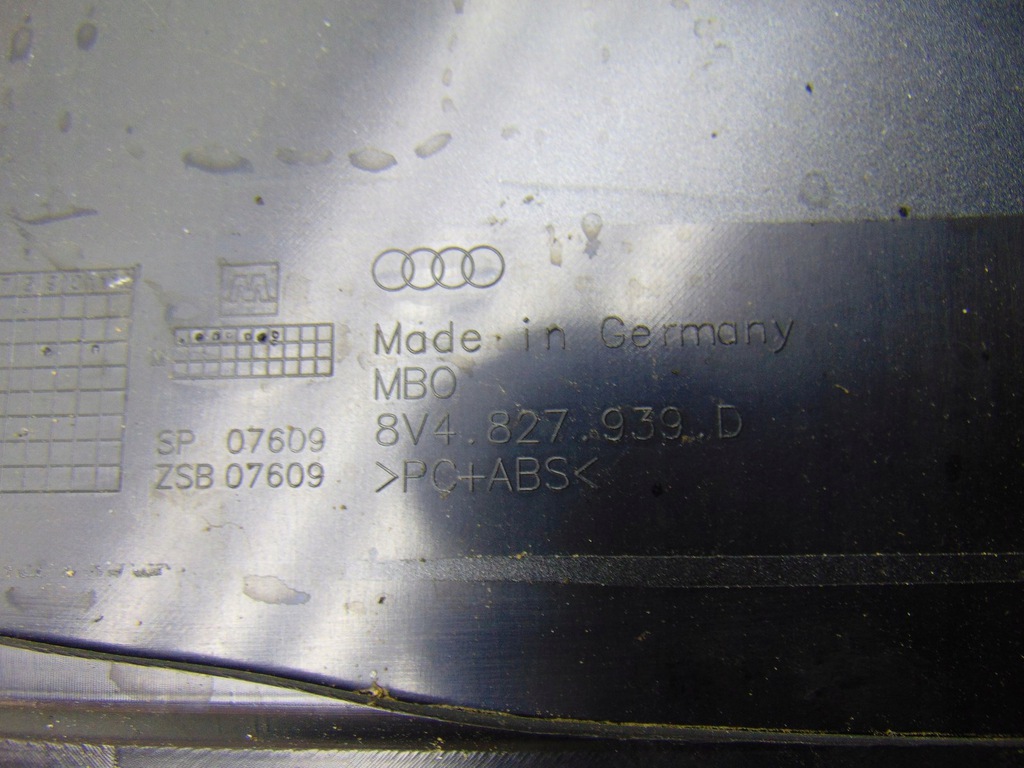 Made in Germany
MBO
8V4.827.939.D
>PC+ABS<
SP 07609
ZSB 07609